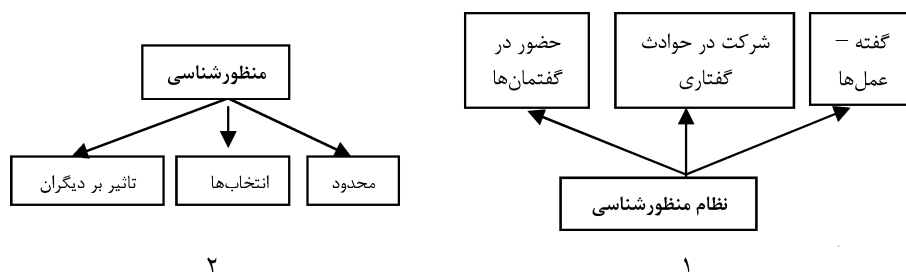 گفته –
عمل‌ها
شرکت در حوادث
گفتاری
حضور در
گفتمان‌ها
نظام منظورشناسی
۱
منظورشناسی
محدود
انتخاب‌ها
تاثیر بر دیگران
۲